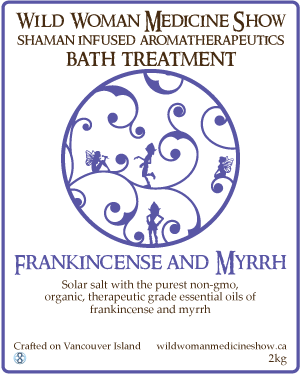 Wild Woman Medicine Show
shaman infused aromatherapeutics
bath treatment
Frankincense and Myrrh
Solar salt with the purest non-gmo,
organic, therapeutic grade essential oils of
frankincense and myrrh
Crafted on Vancouver Island wildwomanmedicineshow.ca
2kg